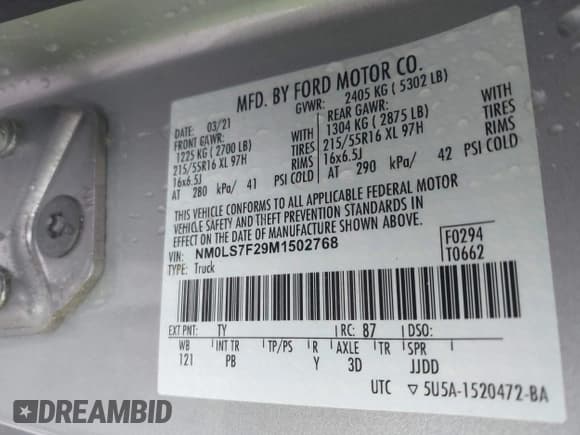 MFD. BY FORD MOTOR CO.
DATE: 03/21 GVWR: 2405 KG ( 5302 LB)
FRONT GAWR: REAR GAWR:
1225 KG ( 2700 LB) WITH 1304 KG ( 2875 LB) WITH
215/55R16 XL 97H TIRES 215/55R16 XL 97H TIRES
16x6.5J RIMS 16x6.5J RIMS
AT 280 kPa/ 41 PSI COLD AT 290 kPa/ 42 PSI COLD
THIS VEHICLE CONFORMS TO ALL APPLICABLE FEDERAL MOTOR
VEHICLE SAFETY AND THEFT PREVENTION STANDARDS IN
EFFECT ON THE DATE OF MANUFACTURE SHOWN ABOVE.
VIN: NM0LS7F29M1502768 F0294
TYPE: Truck T0662
EXT PNT: TY RC: 87 DSO:
WB INT TR TP/PS R AXLE TR SPR
121 PB Y 3D JJDD
UTC ▽5U5A-1520472-BA
DREAMBID